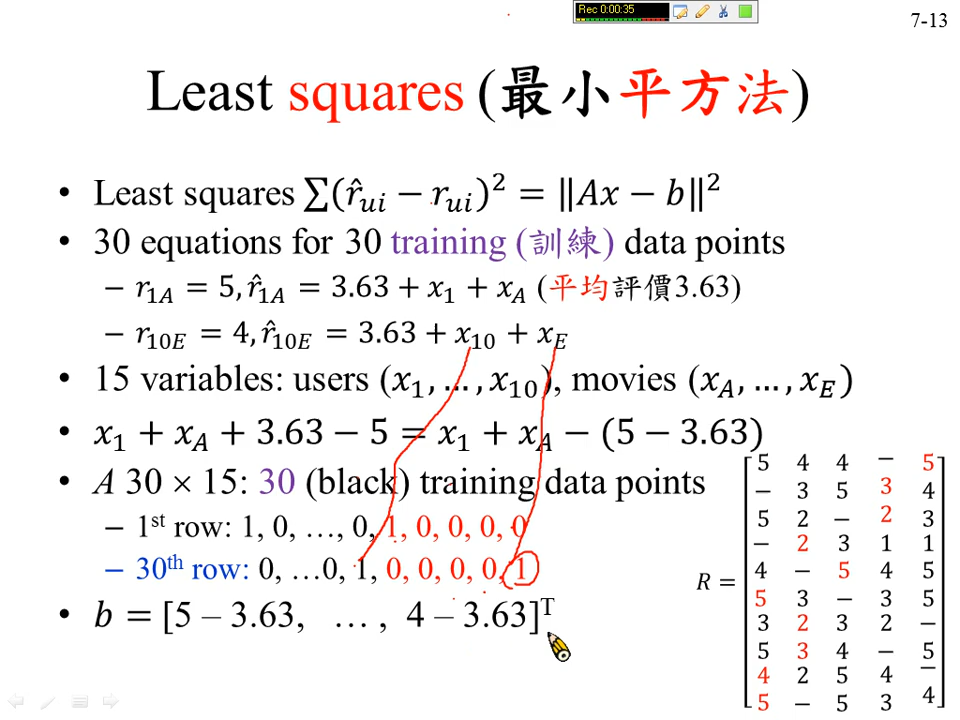 Rec 0:00:35
7-13
Least squares (最小平方法)
• Least squares ∑(r̂ᵤᵢ − rᵤᵢ)² = ‖Ax − b‖²
• 30 equations for 30 training (訓練) data points
– r₁A = 5, r̂₁A = 3.63 + x₁ + xA (平均評價3.63)
– r₁₀E = 4, r̂₁₀E = 3.63 + x₁₀ + xE
• 15 variables: users (x₁, … , x₁₀), movies (xA, … , xE)
• x₁ + xA + 3.63 − 5 = x₁ + xA − (5 − 3.63)
• A 30 × 15: 30 (black) training data points
– 1st row: 1, 0, …, 0, 1, 0, 0, 0, 0
– 30th row: 0, …0, 1, 0, 0, 0, 0, 1
• b = [5 – 3.63, … , 4 – 3.63]ᵀ
R =
5 4 4 − 5
− 3 5 3 4
5 2 − 2 3
− 2 3 1 1
4 − 5 4 5
5 3 − 3 5
3 2 3 2 −
5 3 4 − 5
4 2 5 4 −
5 − 5 3 4